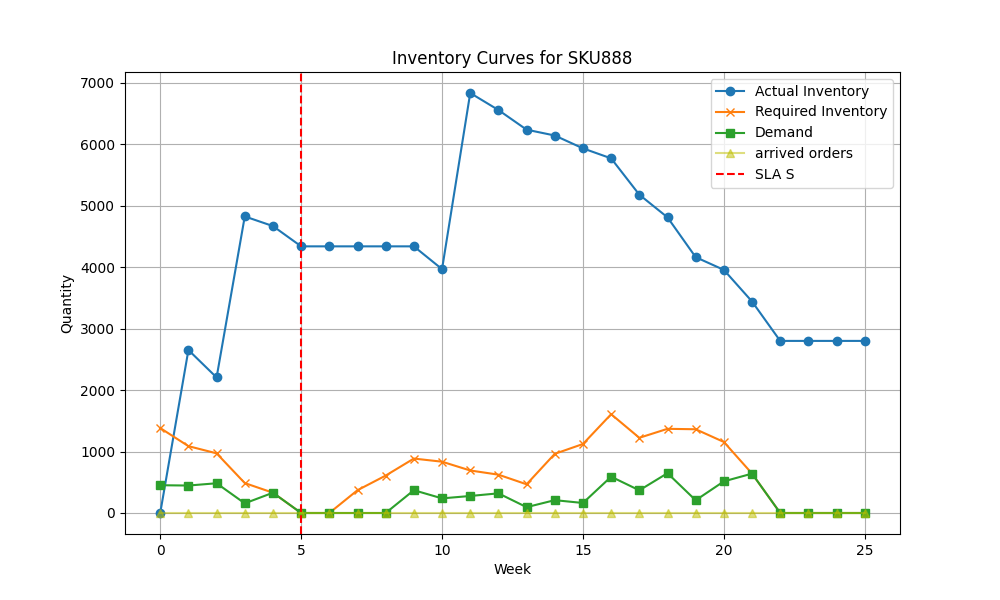 Inventory Curves for SKU888
7000
6000
5000
4000
3000
2000
1000
0
Quantity
Actual Inventory
Required Inventory
Demand
arrived orders
SLA S
0 5 10 15 20 25
Week